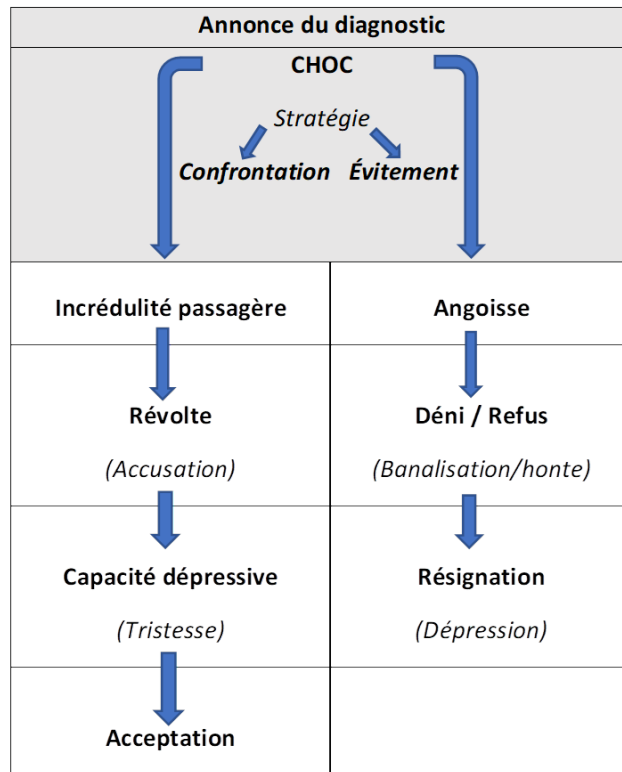 Annonce du diagnostic
CHOC
Stratégie
Confrontation Évitement
Incrédulité passagère
Angoisse
Révolte
(Accusation)
Déni / Refus
(Banalisation/honte)
Capacité dépressive
(Tristesse)
Résignation
(Dépression)
Acceptation